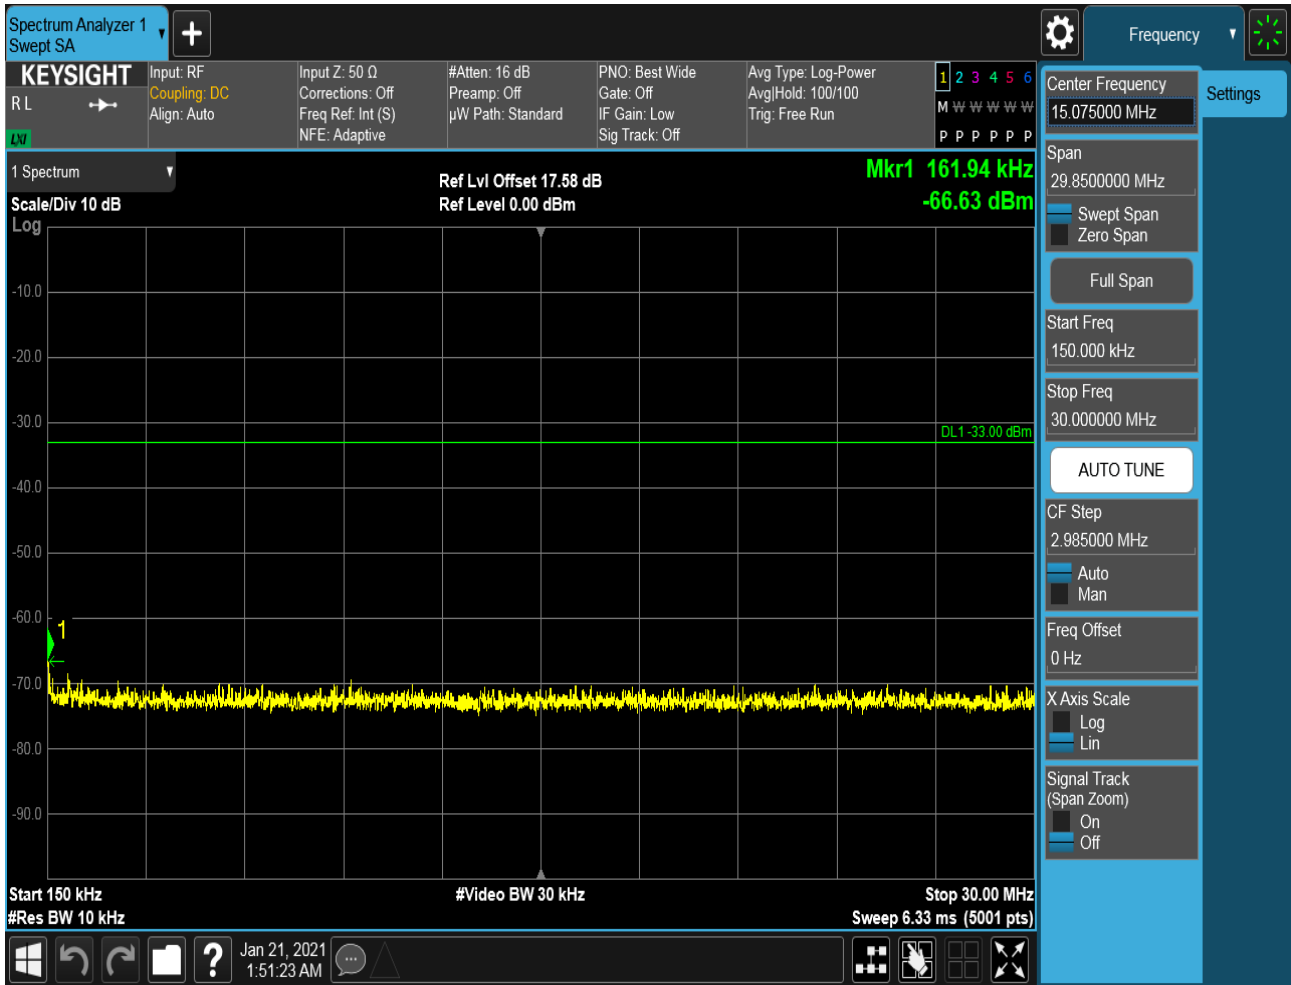 Spectrum Analyzer 1
Swept SA
Frequency
KEYSIGHT
R L
LXI
Input: RF
Coupling: DC
Align: Auto
Input Z: 50 Ω
Corrections: Off
Freq Ref: Int (S)
NFE: Adaptive
#Atten: 16 dB
Preamp: Off
µW Path: Standard
PNO: Best Wide
Gate: Off
IF Gain: Low
Sig Track: Off
Avg Type: Log-Power
Avg|Hold: 100/100
Trig: Free Run
1 2 3 4 5 6
M W W W W W
P P P P P P
1 Spectrum
Scale/Div 10 dB
Log
Ref Lvl Offset 17.58 dB
Ref Level 0.00 dBm
Mkr1 161.94 kHz
-66.63 dBm
-10.0
-20.0
-30.0
DL1 -33.00 dBm
-40.0
-50.0
-60.0
1
-70.0
-80.0
-90.0
Start 150 kHz
#Video BW 30 kHz
Stop 30.00 MHz
#Res BW 10 kHz
Sweep 6.33 ms (5001 pts)
?
Jan 21, 2021
1:51:23 AM
Center Frequency
15.075000 MHz
Settings
Span
29.8500000 MHz
Swept Span
Zero Span
Full Span
Start Freq
150.000 kHz
Stop Freq
30.000000 MHz
AUTO TUNE
CF Step
2.985000 MHz
Auto
Man
Freq Offset
0 Hz
X Axis Scale
Log
Lin
Signal Track
(Span Zoom)
On
Off